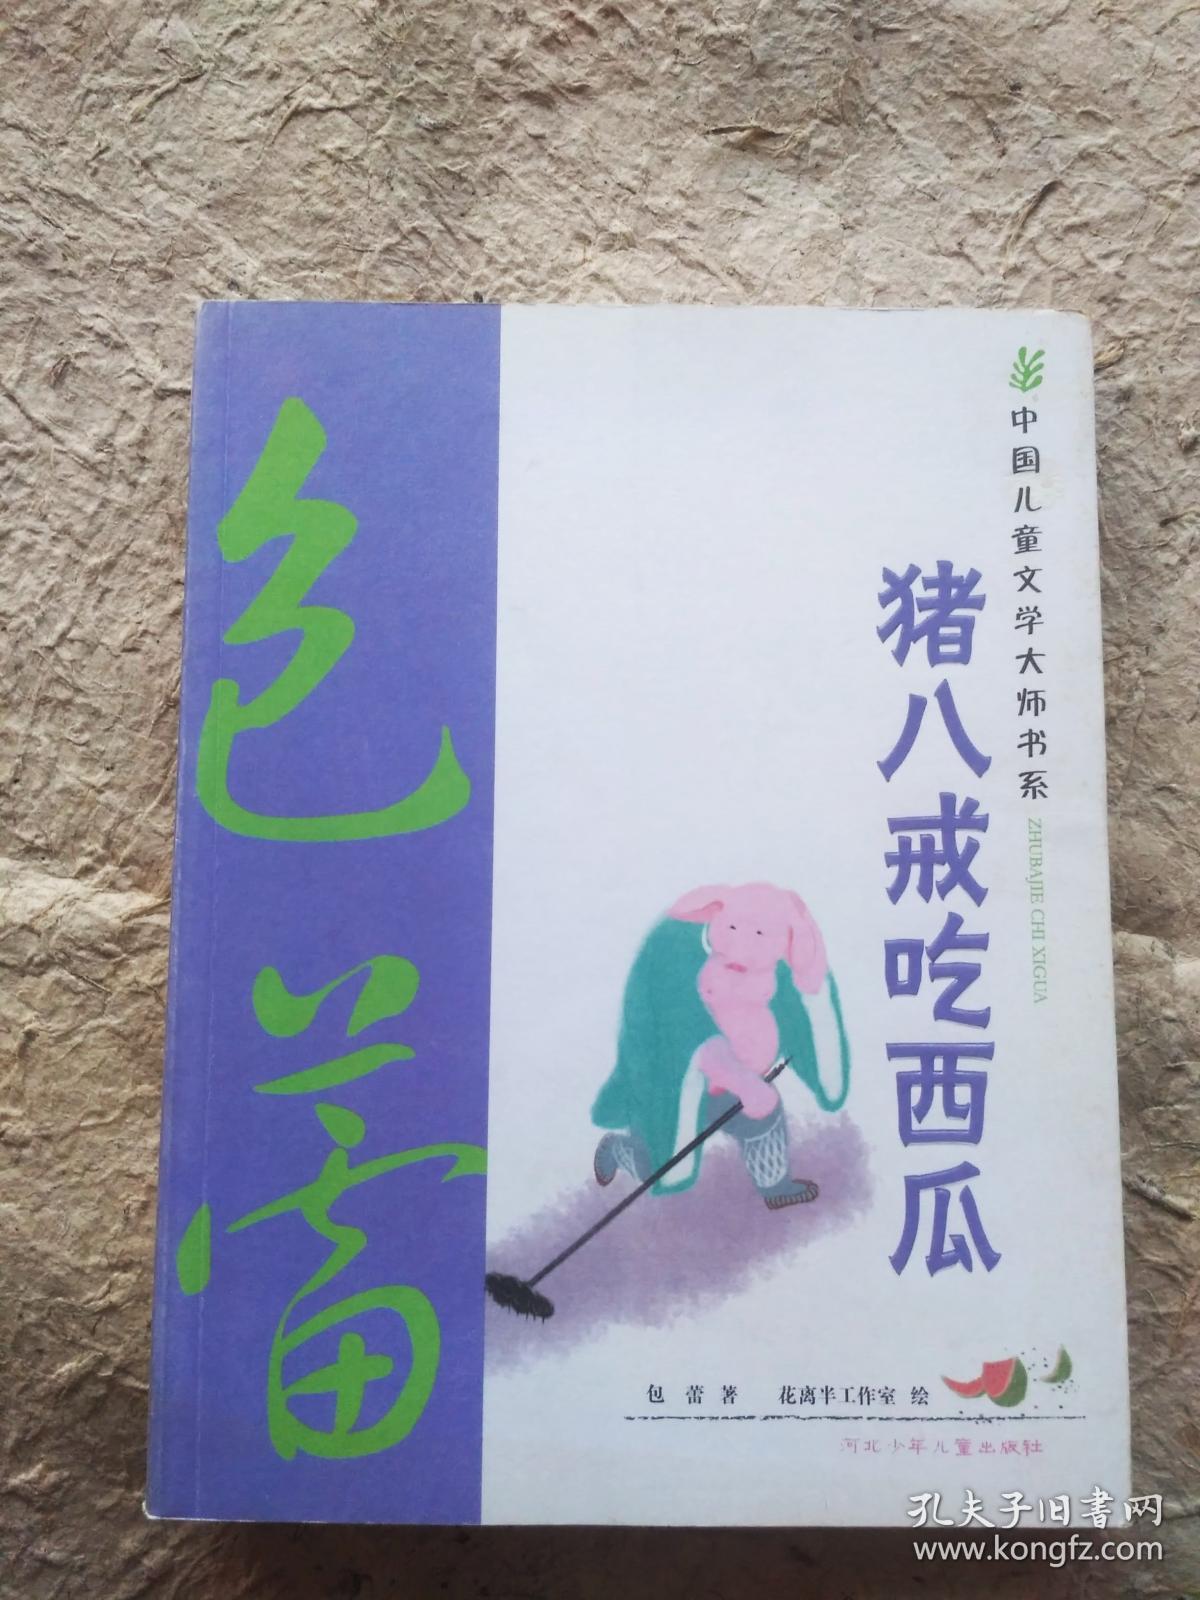 包蕾
中国儿童文学大师书系
猪八戒吃西瓜
ZHUBAJIE CHI XIGUA
包 蕾 著 花离半工作室 绘
河北少年儿童出版社
孔夫子旧书网
www.kongfz.com